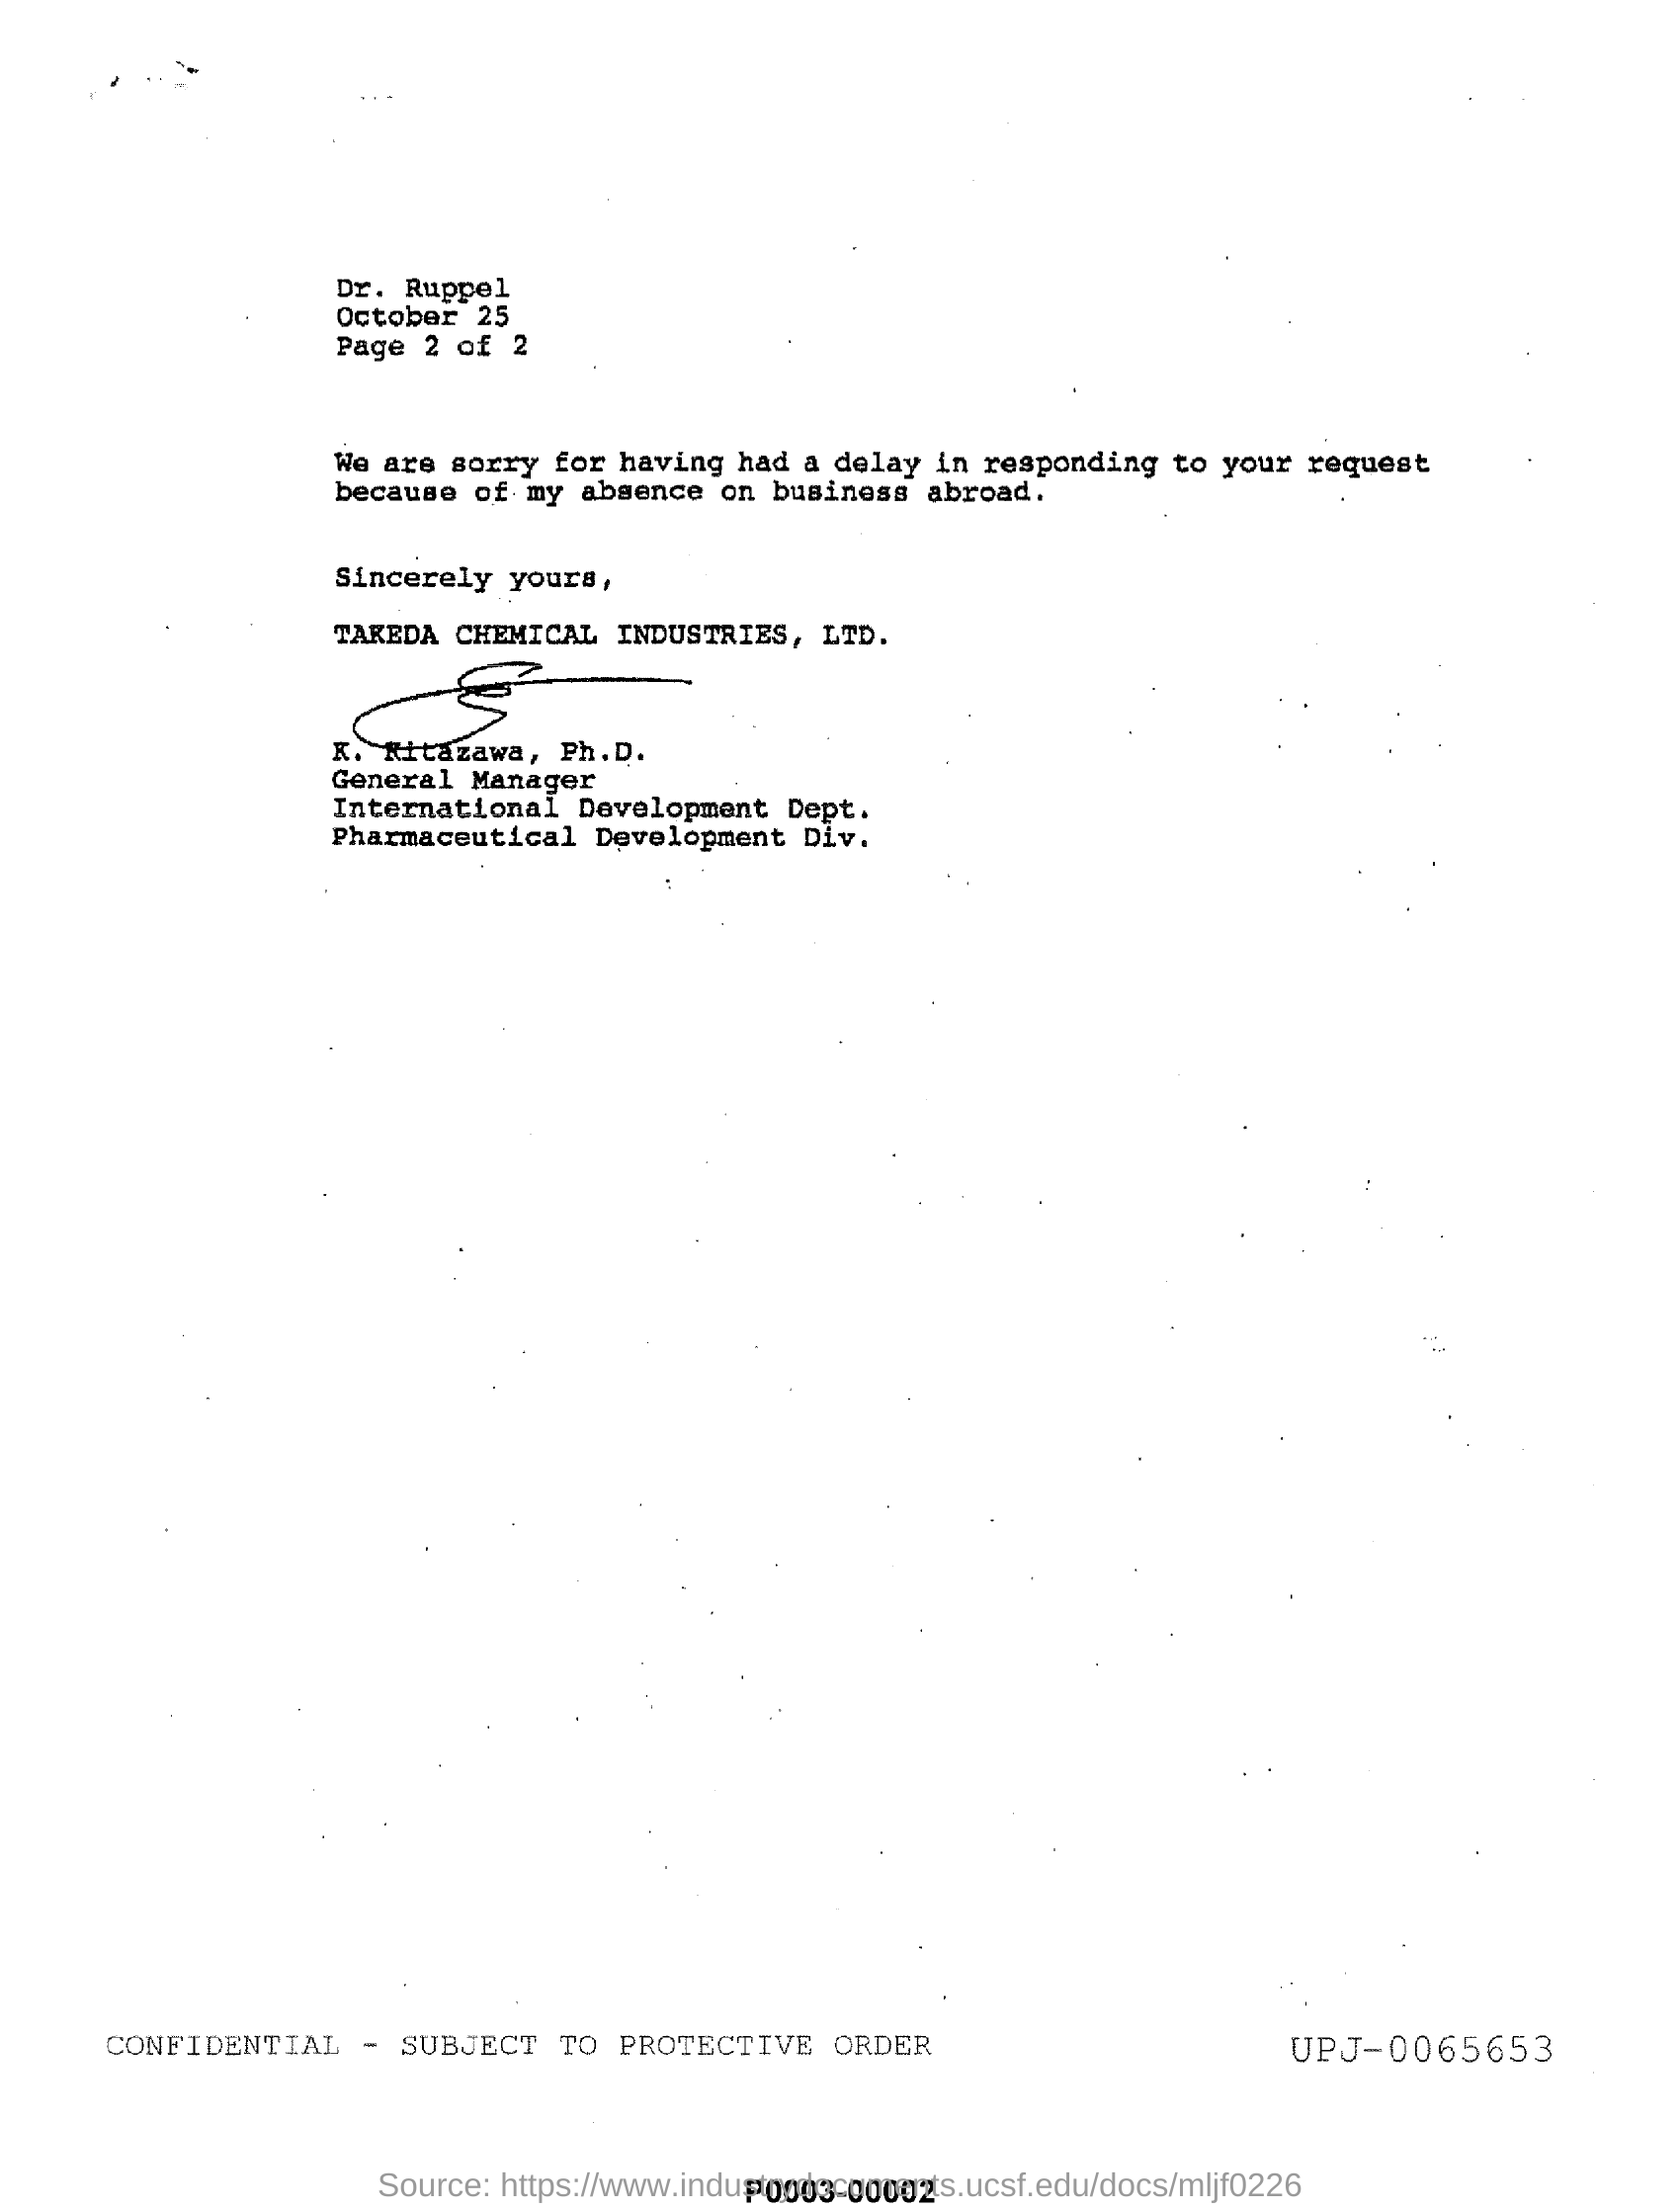 Dr. Ruppel
October 25
Page 2 of 2
We are sorry for having had a delay in responding to your request
because of my absence on business abroad.
Sincerely yours,
TAKEDA CHEMICAL INDUSTRIES, LTD.
K. Kitazawa, Ph.D.
General Manager
International Development Dept.
Pharmaceutical Development Div.
CONFIDENTIAL - SUBJECT TO PROTECTIVE ORDER
UPJ-0065653
Source: https://www.industrydocuments.ucsf.edu/docs/mljf0226
P0003-00002